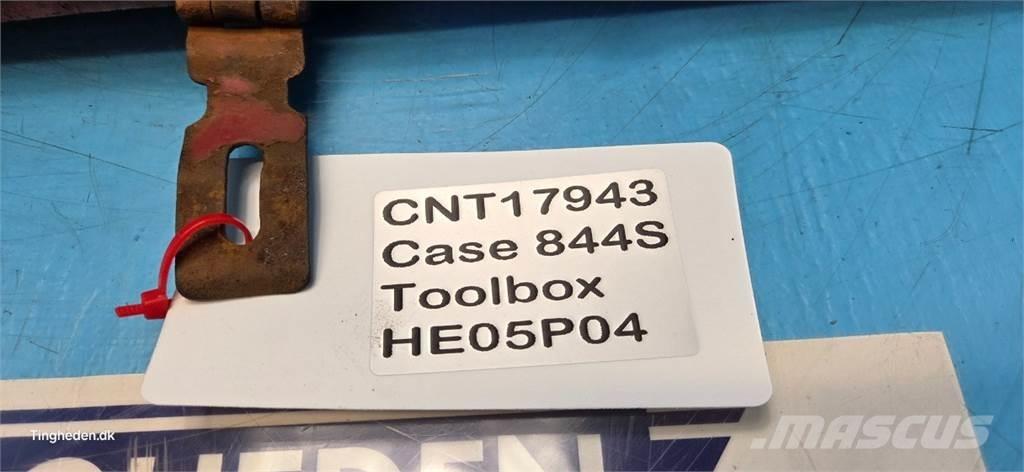 CNT17943
Case 844S
Toolbox
HE05P04
Tingheden.dk
MASCUS